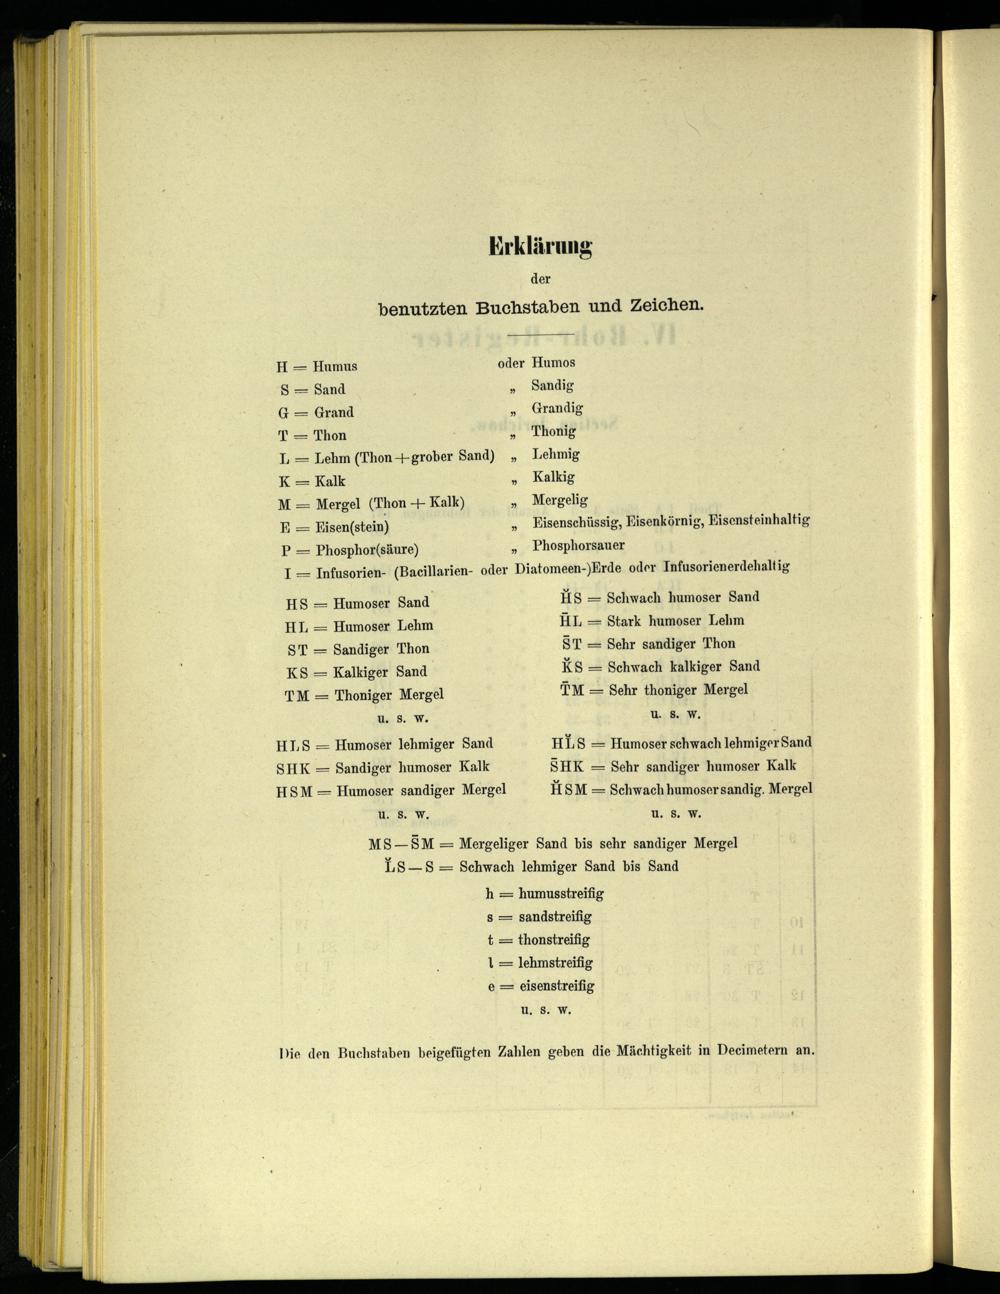 Erklärung
der
benutzten Buchstaben und Zeichen.
H = Humus oder Humos
S = Sand „ Sandig
G = Grand „ Grandig
T = Thon „ Thonig
L = Lehm (Thon + grober Sand) „ Lehmig
K = Kalk „ Kalkig
M = Mergel (Thon + Kalk) „ Mergelig
E = Eisen(stein) „ Eisenschüssig, Eisenkörnig, Eisensteinhaltig
P = Phosphor(säure) „ Phosphorsauer
I = Infusorien- (Bacillarien- oder Diatomeen-)Erde oder Infusorienerdehaltig
HS = Humoser Sand H̆S = Schwach humoser Sand
HL = Humoser Lehm H̄L = Stark humoser Lehm
ST = Sandiger Thon S̄T = Sehr sandiger Thon
KS = Kalkiger Sand K̆S = Schwach kalkiger Sand
TM = Thoniger Mergel T̄M = Sehr thoniger Mergel
u. s. w. u. s. w.
HLS = Humoser lehmiger Sand HL̆S = Humoser schwach lehmiger Sand
SHK = Sandiger humoser Kalk S̄HK = Sehr sandiger humoser Kalk
HSM = Humoser sandiger Mergel H̆SM = Schwach humoser sandig. Mergel
u. s. w. u. s. w.
MS — S̄M = Mergeliger Sand bis sehr sandiger Mergel
L̆S — S = Schwach lehmiger Sand bis Sand
h = humusstreifig
s = sandstreifig
t = thonstreifig
l = lehmstreifig
e = eisenstreifig
u. s. w.
Die den Buchstaben beigefügten Zahlen geben die Mächtigkeit in Decimetern an.